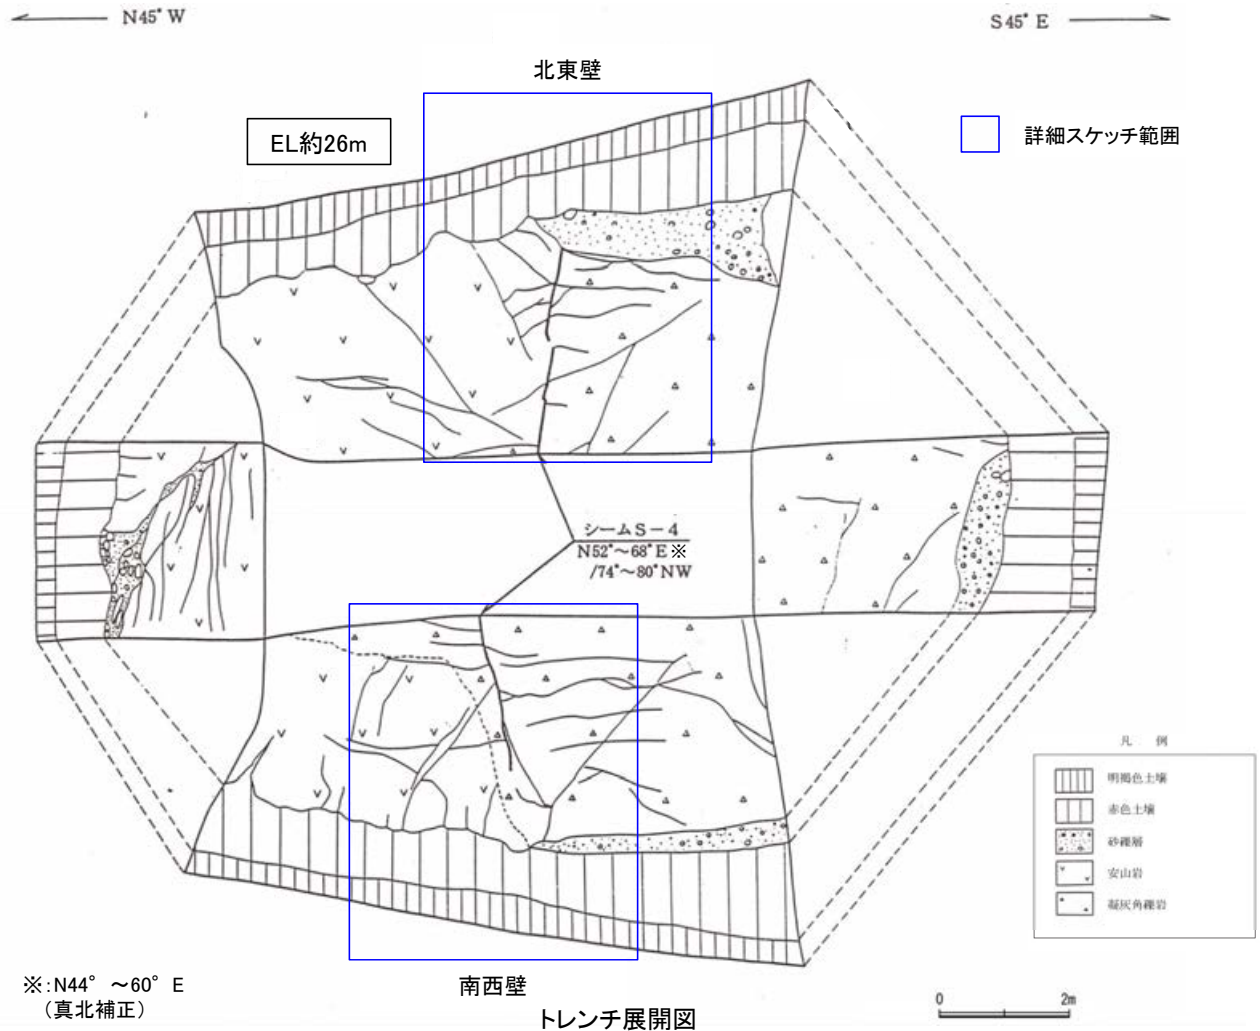 N45° W
S45° E
北東壁
EL約26m
詳細スケッチ範囲
シームS-4
N52°～68°E※
/74°～80°NW
凡 例
明褐色土壌
赤色土壌
砂礫層
安山岩
凝灰角礫岩
※:N44° ～60° E
(真北補正)
南西壁
トレンチ展開図
0 2m